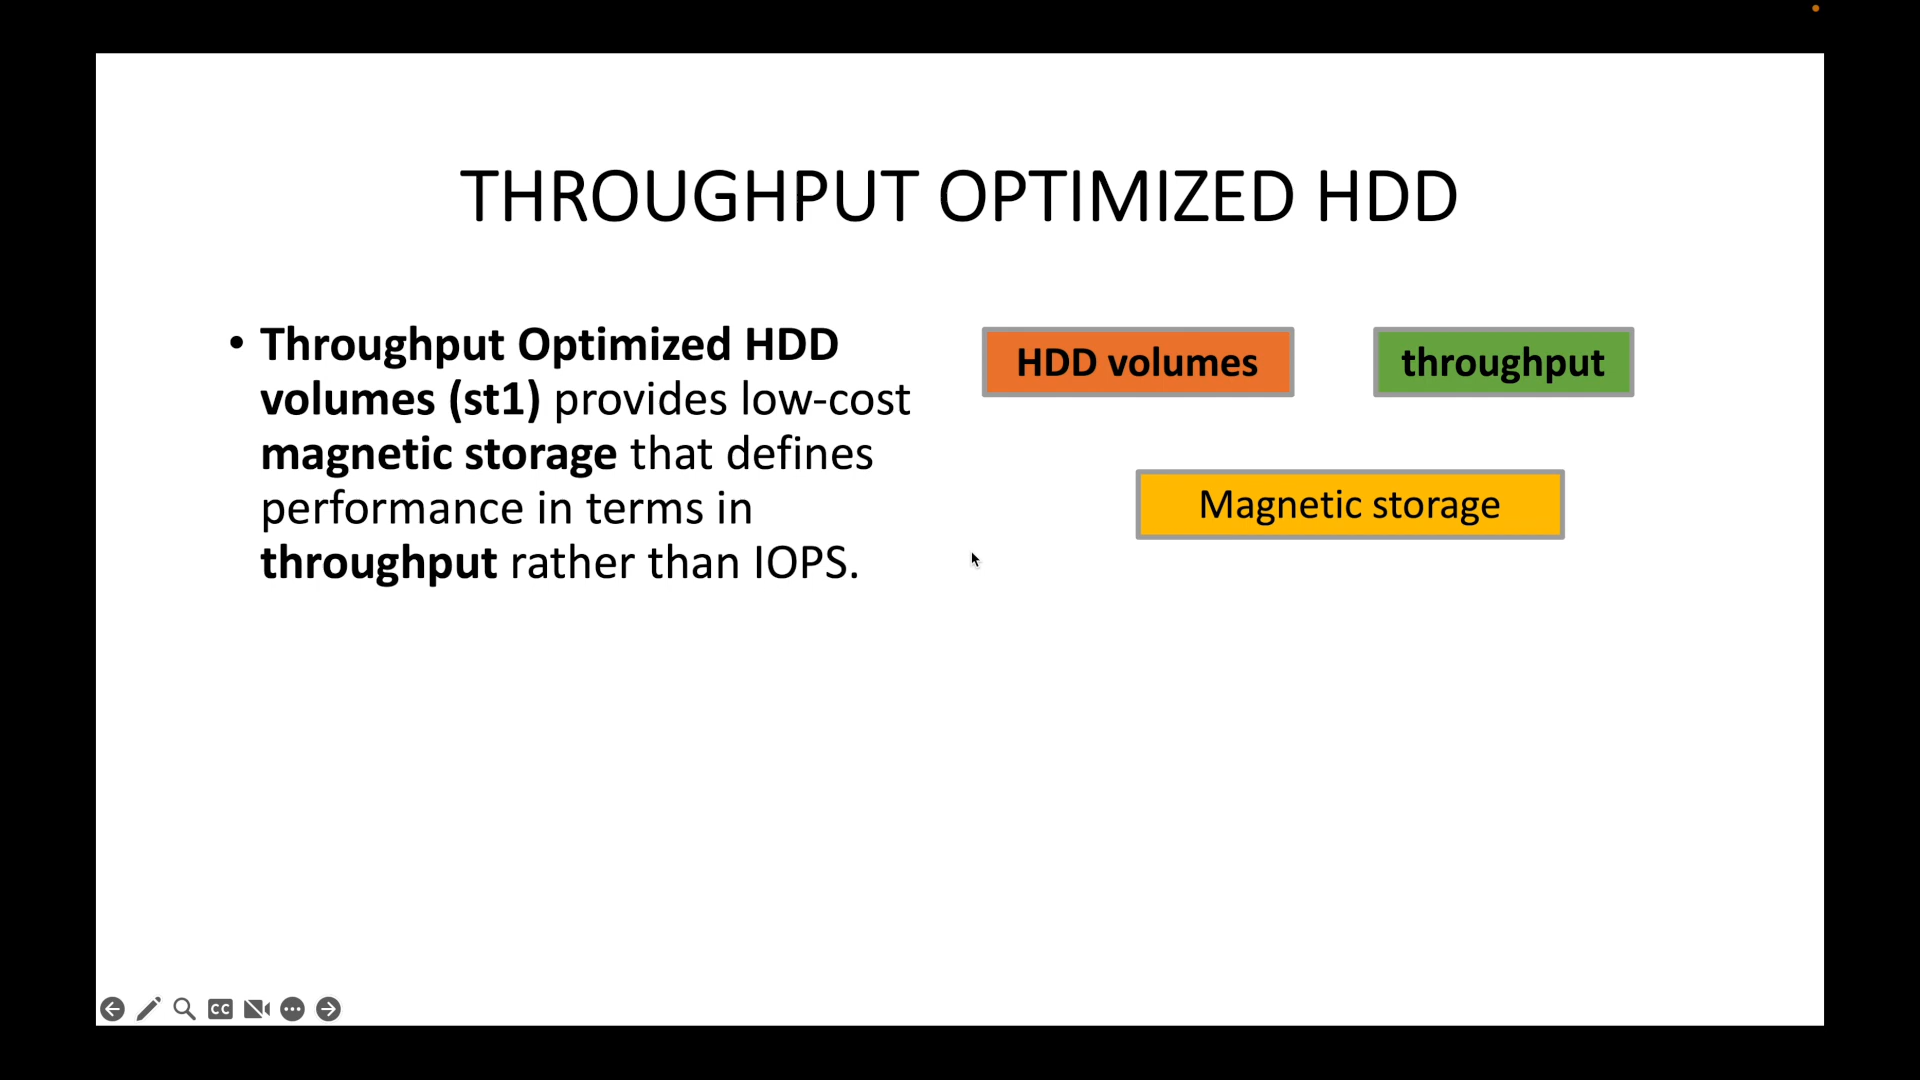 THROUGHPUT OPTIMIZED HDD
• Throughput Optimized HDD
volumes (st1) provides low-cost
magnetic storage that defines
performance in terms in
throughput rather than IOPS.
HDD volumes
throughput
Magnetic storage
CC